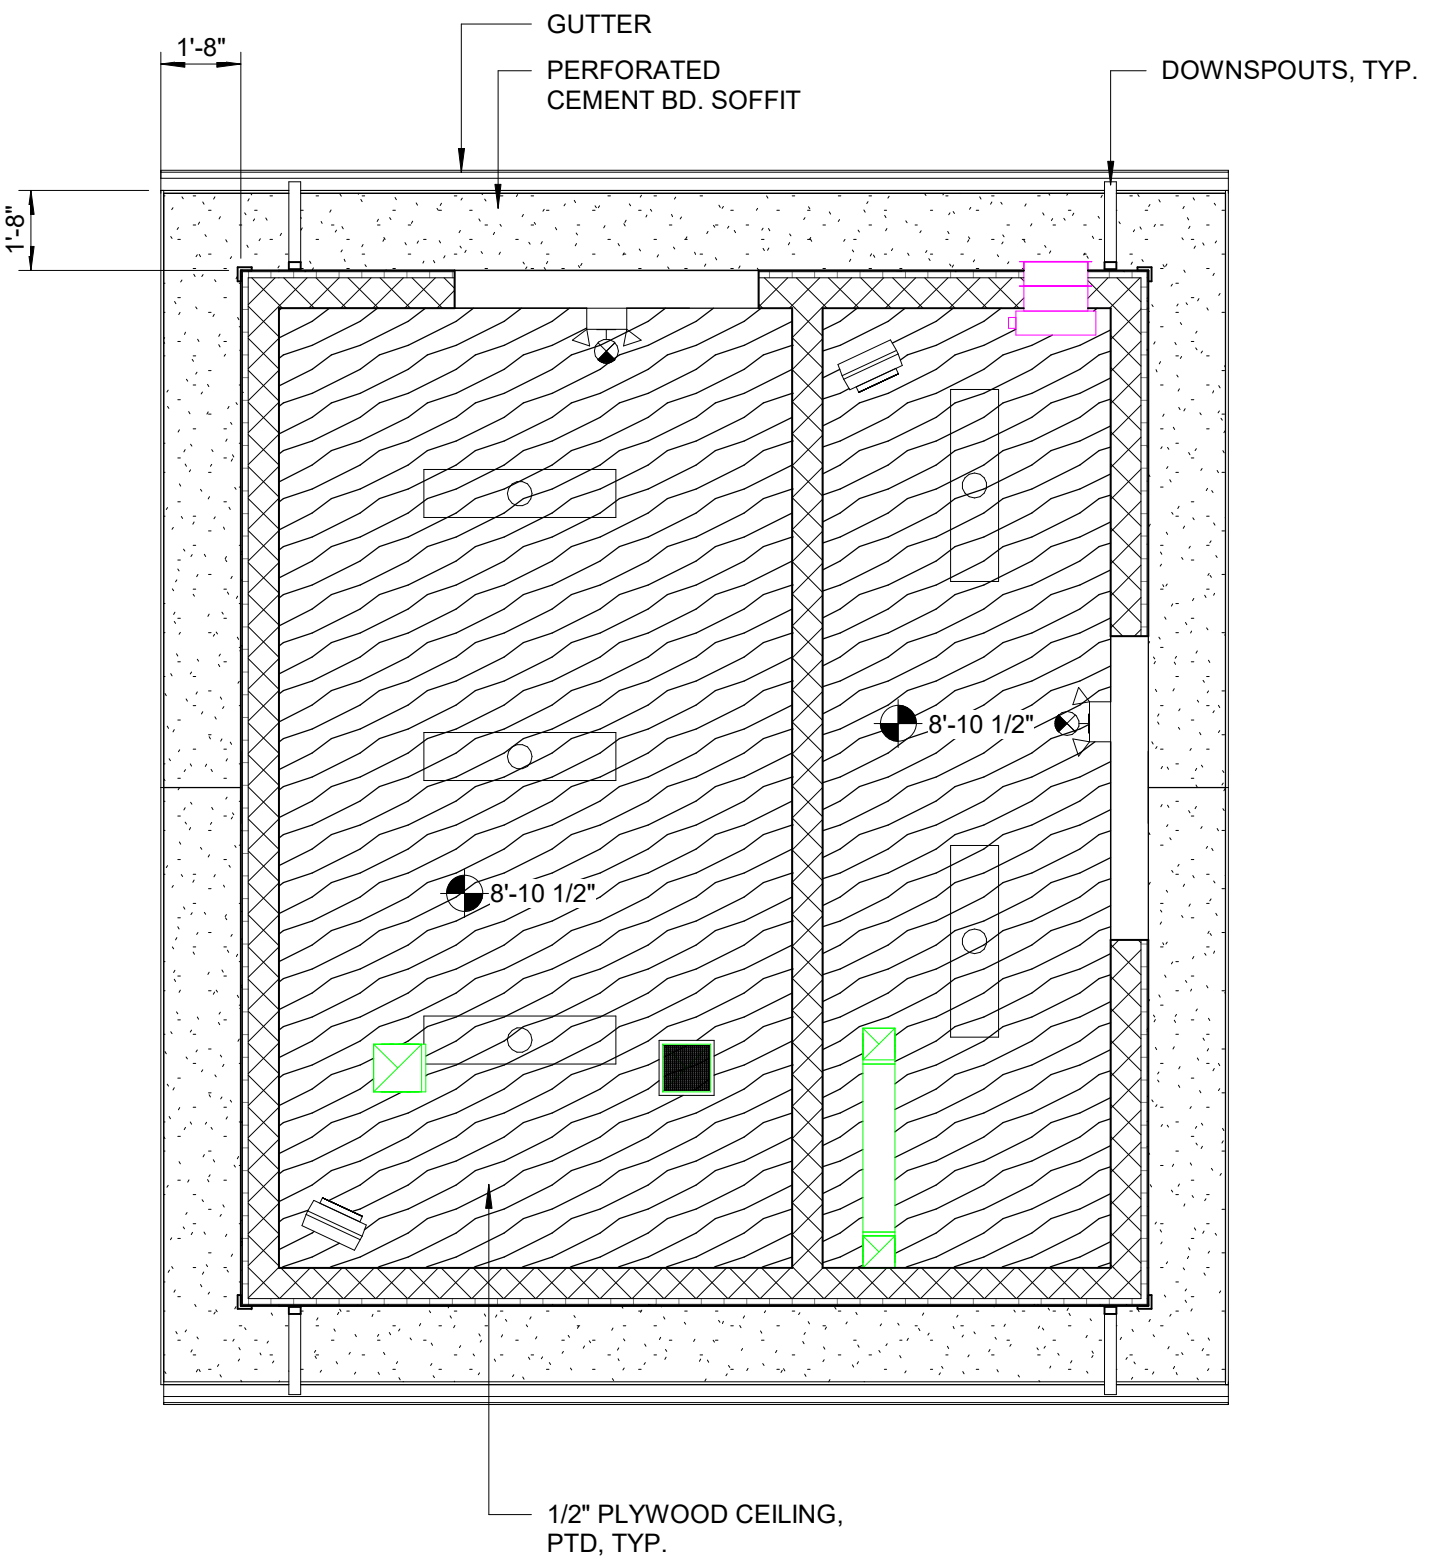 GUTTER
1'-8"
PERFORATED
CEMENT BD. SOFFIT
DOWNSPOUTS, TYP.
1'-8"
8'-10 1/2"
8'-10 1/2"
1/2" PLYWOOD CEILING,
PTD, TYP.